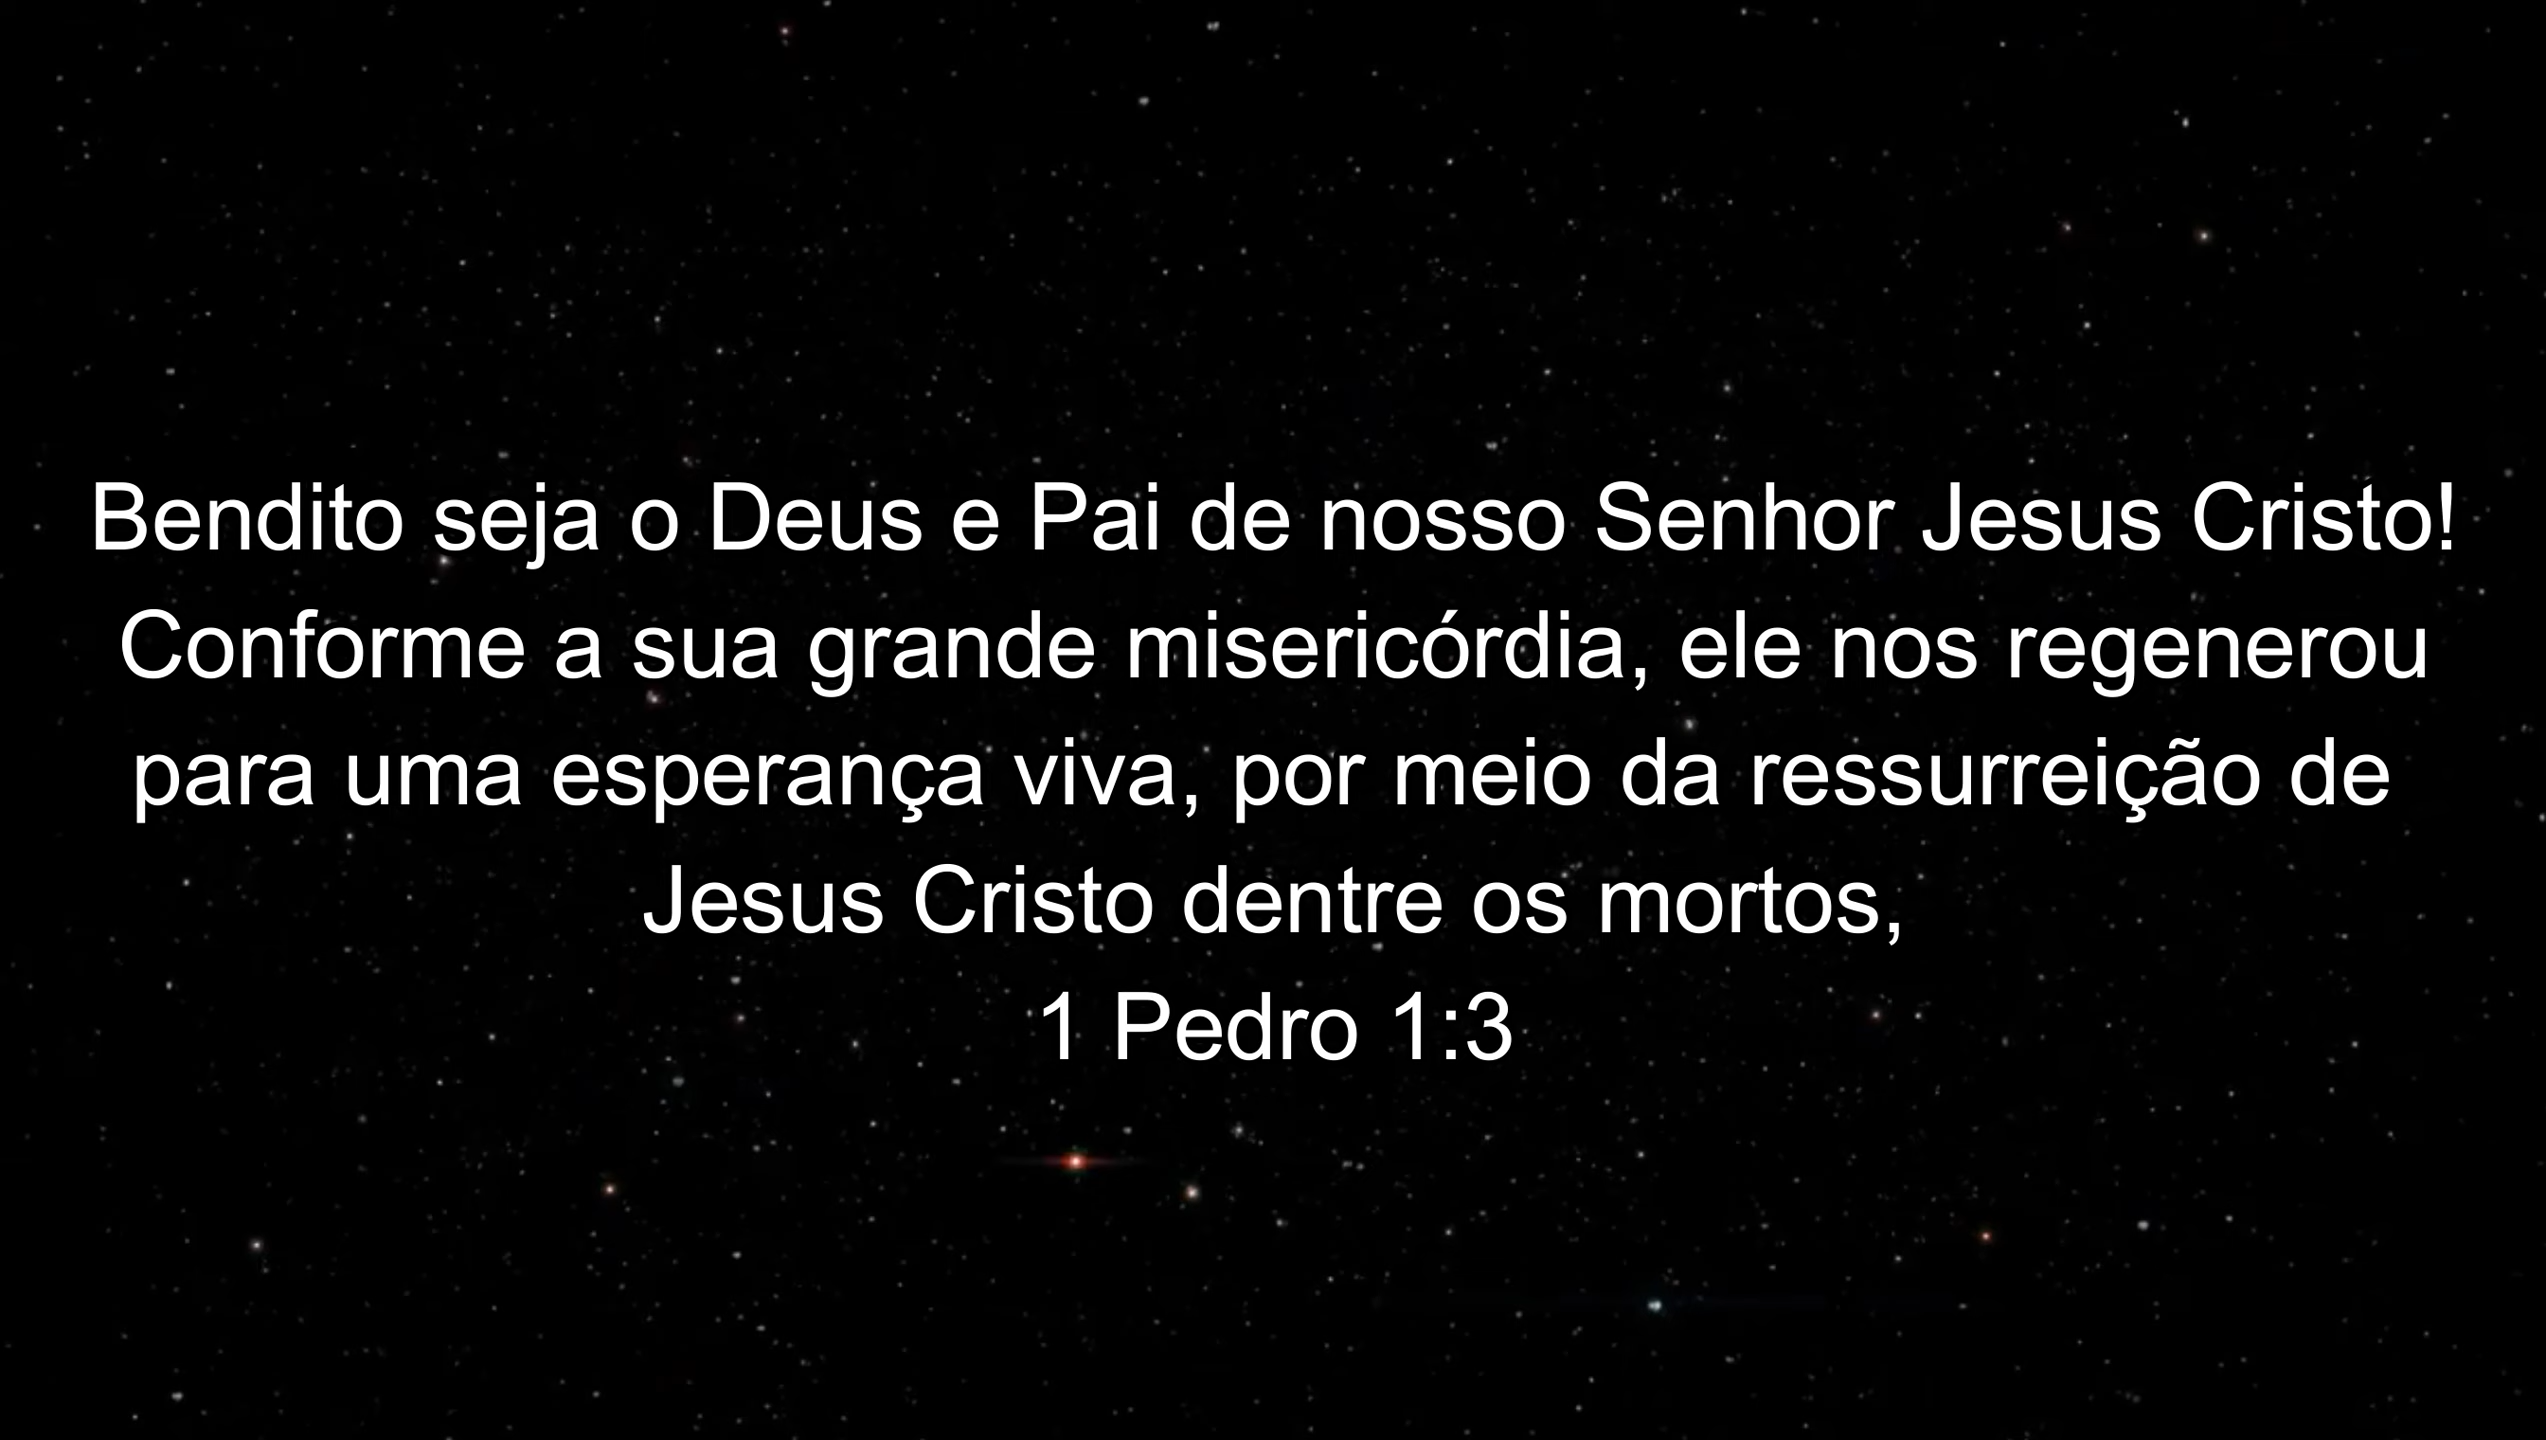 Bendito seja o Deus e Pai de nosso Senhor Jesus Cristo!
Conforme a sua grande misericórdia, ele nos regenerou
para uma esperança viva, por meio da ressurreição de
Jesus Cristo dentre os mortos,
1 Pedro 1:3